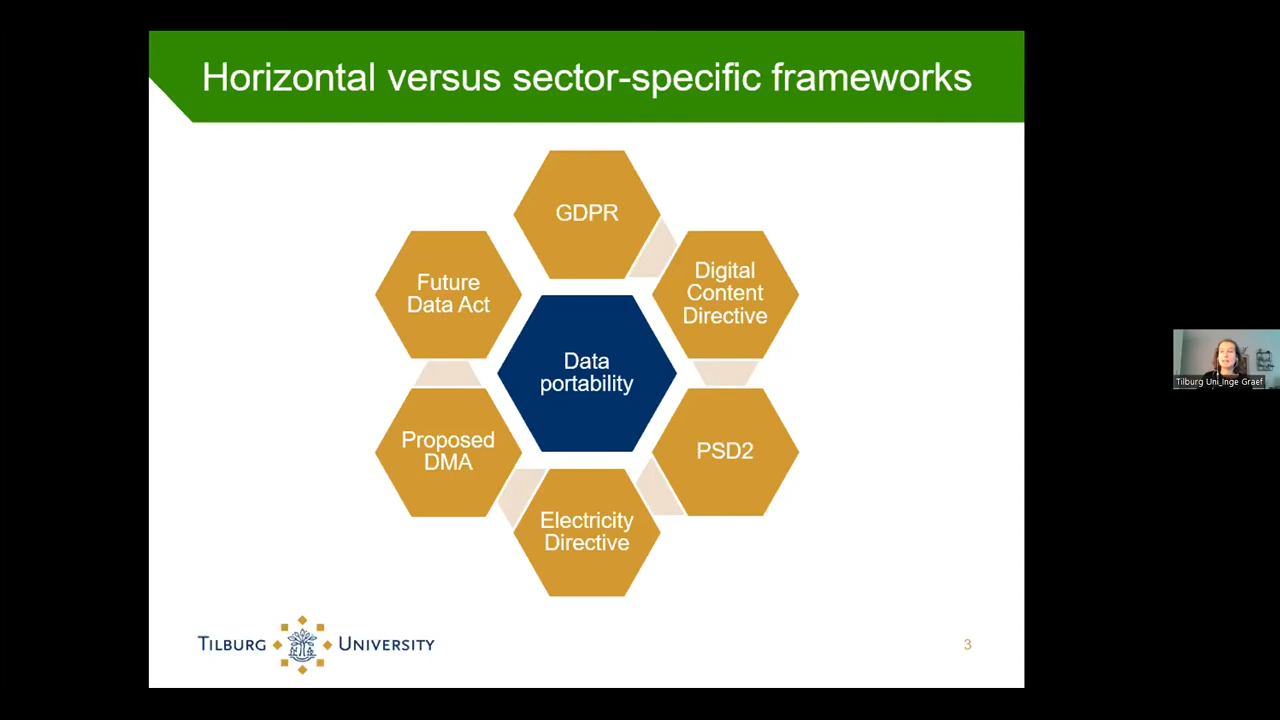 Horizontal versus sector-specific frameworks
GDPR
Digital
Content
Directive
PSD2
Electricity
Directive
Proposed
DMA
Future
Data Act
Data
portability
TILBURG UNIVERSITY
3
Tilburg Uni_Inge Graef